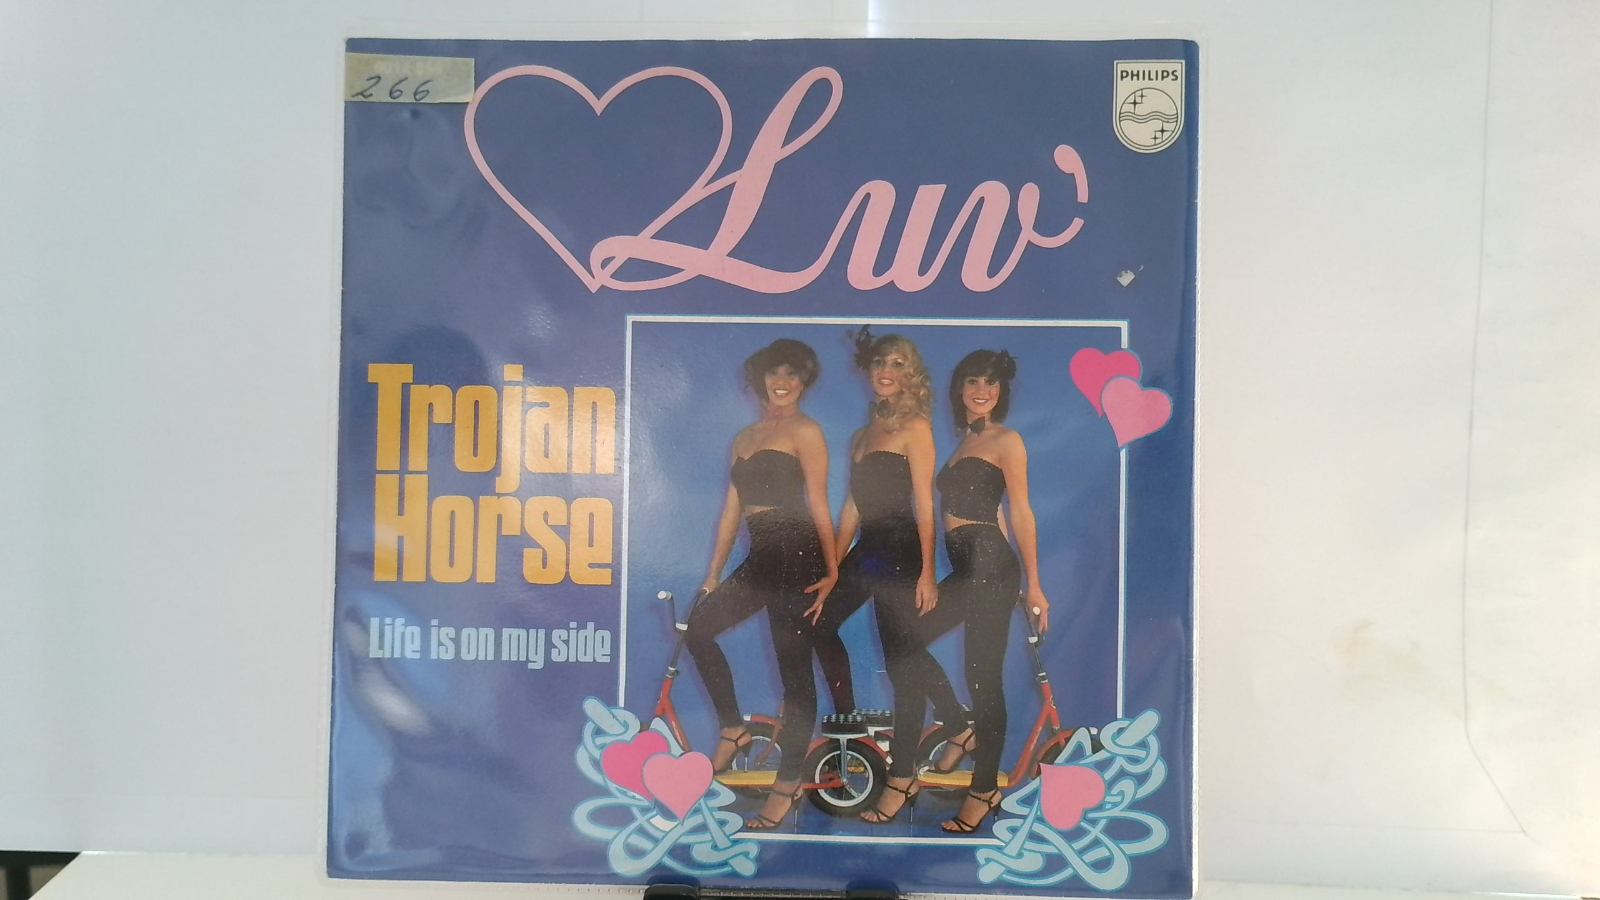 266
PHILIPS
Luv'
Trojan
Horse
Life is on my side